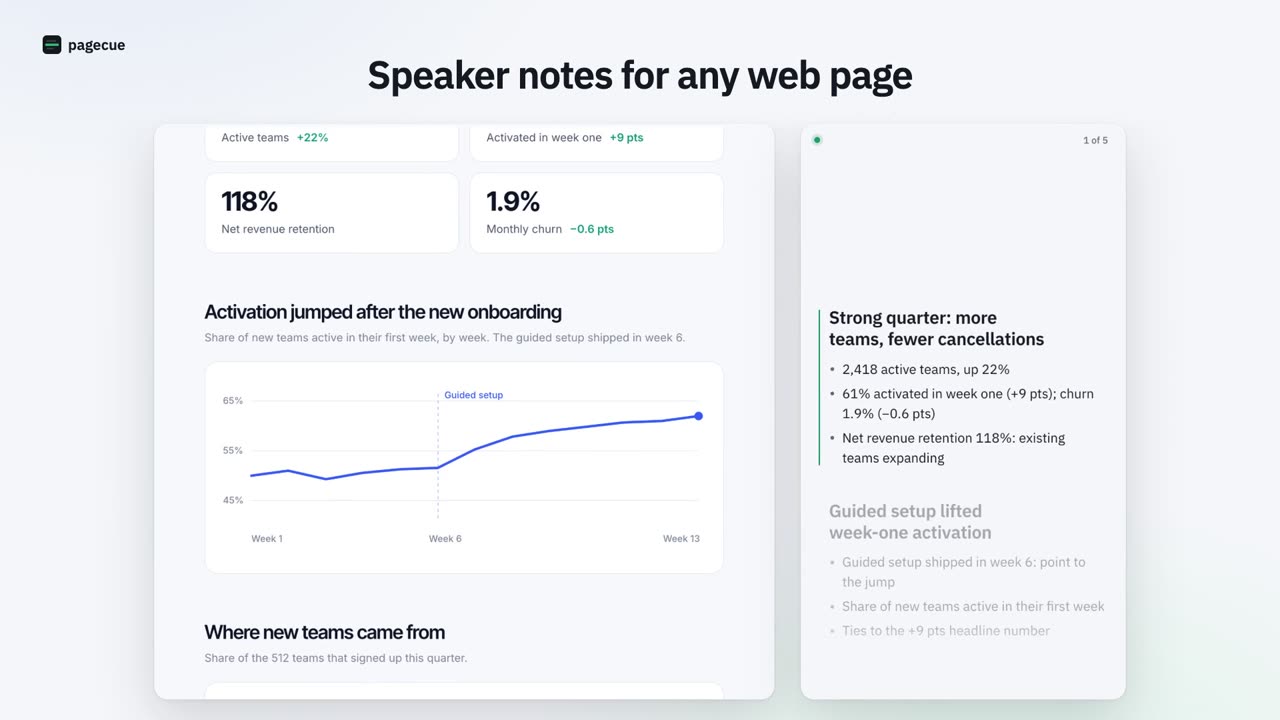 pagecue
Speaker notes for any web page
Active teams +22%
Activated in week one +9 pts
118%
Net revenue retention
1.9%
Monthly churn −0.6 pts
Activation jumped after the new onboarding
Share of new teams active in their first week, by week. The guided setup shipped in week 6.
Guided setup
65%
55%
45%
Week 1
Week 6
Week 13
Where new teams came from
Share of the 512 teams that signed up this quarter.
1 of 5
Strong quarter: more
teams, fewer cancellations
• 2,418 active teams, up 22%
• 61% activated in week one (+9 pts); churn
1.9% (−0.6 pts)
• Net revenue retention 118%: existing
teams expanding
Guided setup lifted
week-one activation
• Guided setup shipped in week 6: point to
the jump
• Share of new teams active in their first week
• Ties to the +9 pts headline number